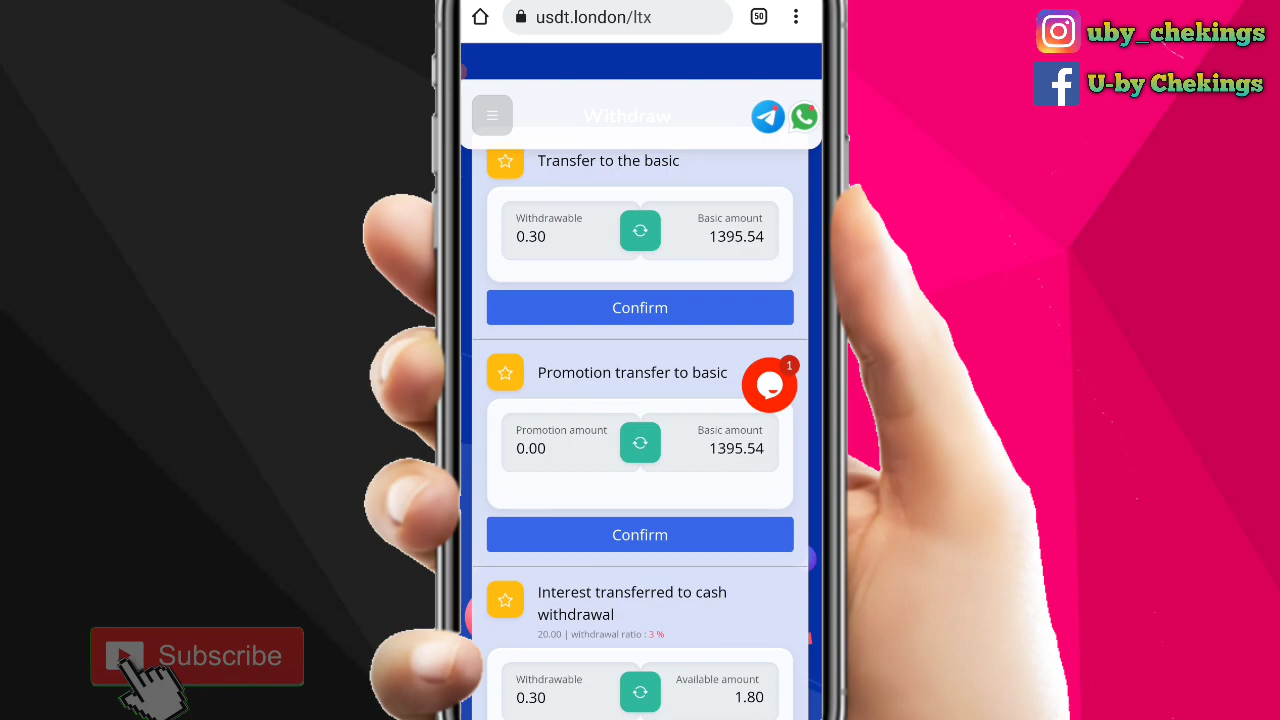 usdt.london/ltx
50
uby_chekings
U-by Chekings
Withdraw
Transfer to the basic
Withdrawable
Basic amount
0.30
1395.54
Confirm
Promotion transfer to basic
1
Promotion amount
Basic amount
0.00
1395.54
Confirm
Interest transferred to cash
withdrawal
20.00 | withdrawal ratio : 3 %
Withdrawable
Available amount
0.30
1.80
Subscribe